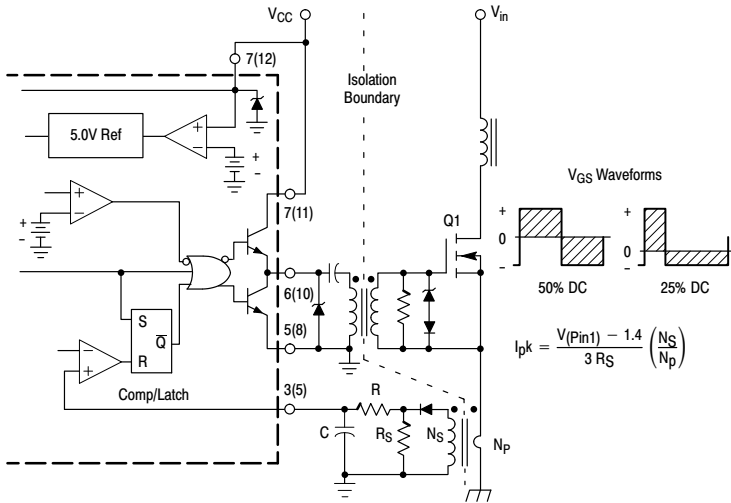 VCC
Vin
7(12)
Isolation
Boundary
5.0V Ref
+
−
+
−
+
−
+
−
7(11)
Q1
VGS Waveforms
+
0
−
50% DC
+
0
−
25% DC
6(10)
S
Q̅
R
5(8)
−
+
Comp/Latch
Ipk = V(Pin1) − 1.4 / 3 RS (NS / Np)
3(5)
R
C
RS
NS
NP